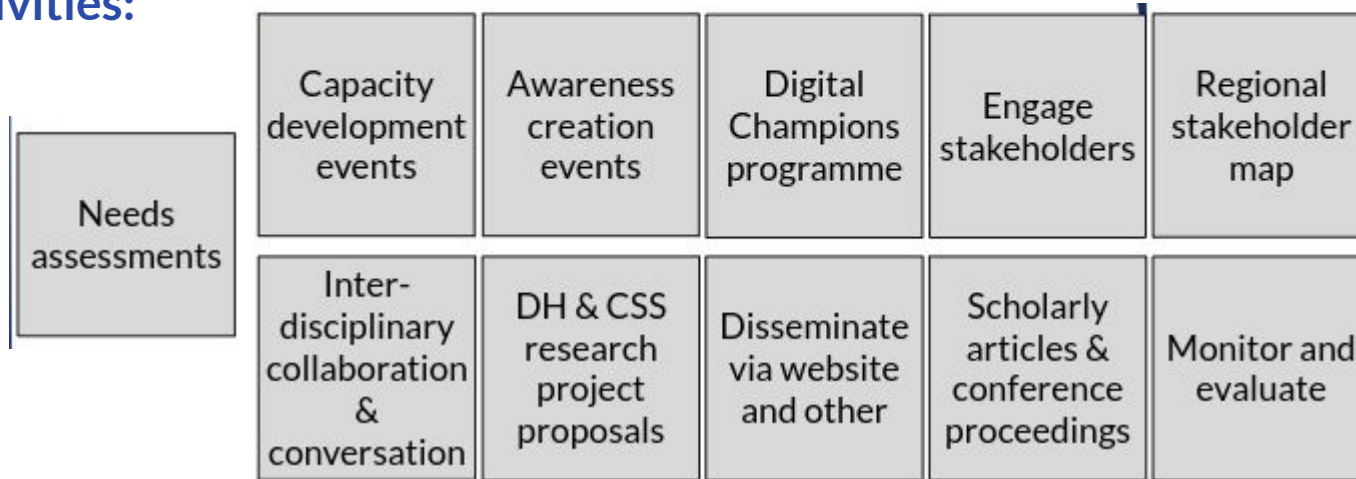 ivities:
Needs
assessments
Capacity
development
events
Awareness
creation
events
Digital
Champions
programme
Engage
stakeholders
Regional
stakeholder
map
Inter-
disciplinary
collaboration
&
conversation
DH & CSS
research
project
proposals
Disseminate
via website
and other
Scholarly
articles &
conference
proceedings
Monitor and
evaluate